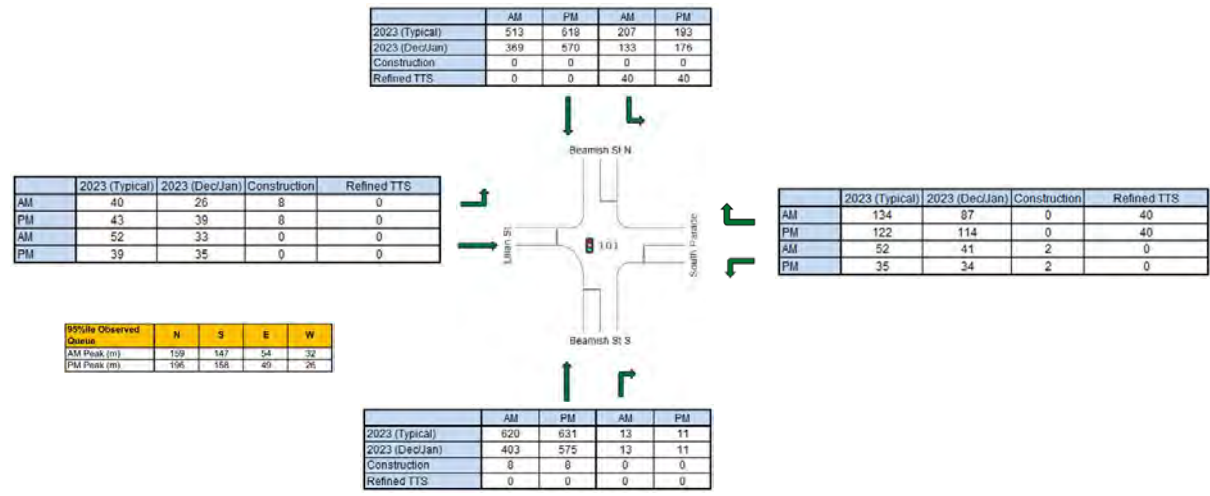 AM PM AM PM
2023 (Typical) 513 618 207 193
2023 (Dec/Jan) 369 570 133 176
Construction 0 0 0 0
Refined TTS 0 0 40 40
Beamish St N
2023 (Typical) 2023 (Dec/Jan) Construction Refined TTS
AM 40 26 8 0
PM 43 39 8 0
AM 52 33 0 0
PM 39 35 0 0
Lilian St
101
South Parade
2023 (Typical) 2023 (Dec/Jan) Construction Refined TTS
AM 134 87 0 40
PM 122 114 0 40
AM 52 41 2 0
PM 35 34 2 0
95%ile Observed Queue N S E W
AM Peak (m) 159 147 54 32
PM Peak (m) 196 158 49 26
Beamish St S
AM PM AM PM
2023 (Typical) 620 631 13 11
2023 (Dec/Jan) 403 575 13 11
Construction 8 8 0 0
Refined TTS 0 0 0 0